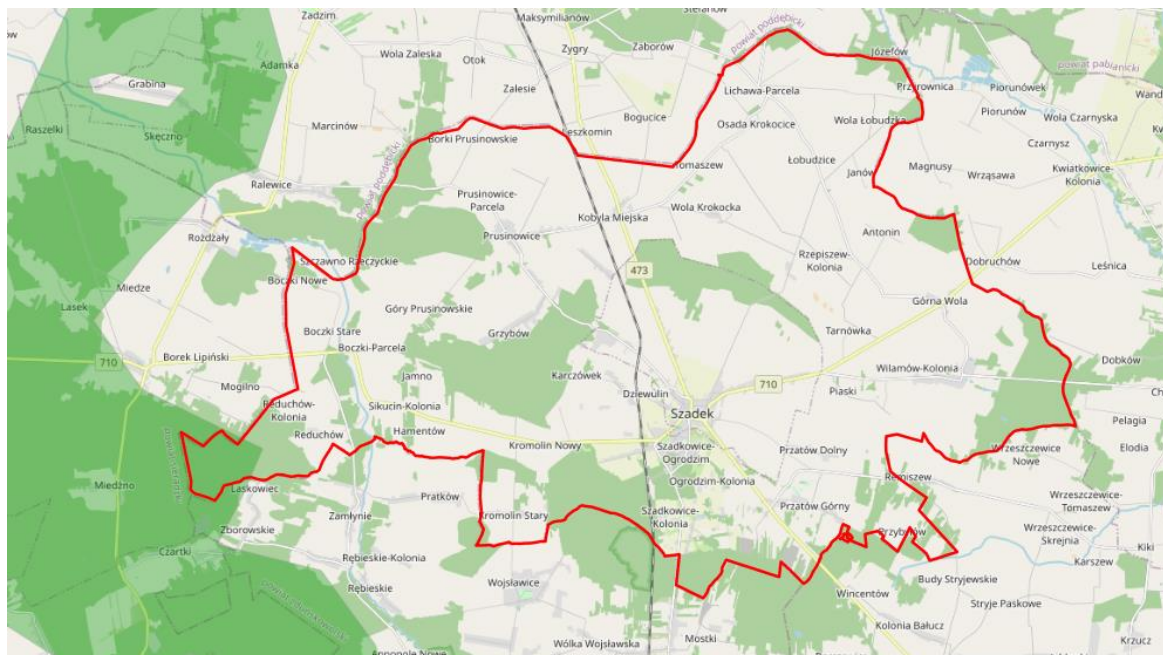 Zadzim
Maksymilianów
Zygry
Zaborów
powiat poddębicki
Józefów
powiat pabianicki
Wola Zaleska
Otok
Adamka
Grabina
Zalesie
Lichawa-Parcela
Przyrownica
Piorunówek
Piorunów
Wola Czarnyska
Raszelki
Skęczno
Marcinów
Bogucice
Osada Krokocice
Wola Łobudzka
Borki Prusinowskie
Leszkomin
Czarnysz
Tomaszew
Łobudzice
Janów
Magnusy
Wrząsawa
Kwiatkowice-
Kolonia
powiat poddębicki
Ralewice
Prusinowice-
Parcela
Wola Krokocka
Kobyla Miejska
Rożdżały
Prusinowice
Antonin
Szczawno Rzeczyckie
Rzepiszew-
Kolonia
Dobruchów
Leśnica
473
Boczki Nowe
Miedze
Lasek
Góry Prusinowskie
Górna Wola
Boczki Stare
Grzybów
Tarnówka
Boczki-Parcela
Borek Lipiński
710
Dobków
Wilamów-Kolonia
Jamno
Karczówek
710
Mogilno
Dziewulin
Piaski
Sikucin-Kolonia
Reduchów-
Kolonia
Szadek
Pelagia
Hamentów
Reduchów
Kromolin Nowy
Szadkowice-
Ogrodzim
Przatów Dolny
Wrzeszczewice
Nowe
Elodia
Miedźno
Laskowiec
Ogrodzim-Kolonia
Rembiszew
Pratków
Wrzeszczewice-
Tomaszew
Zamłynie
Kromolin Stary
Szadkowice-
Kolonia
Przatów Górny
Zborowskie
Przybyłów
Wrzeszczewice-
Skrejnia
Czartki
Kiki
Rębieskie-Kolonia
Karszew
Wojsławice
Budy Stryjewskie
Rębieskie
Wincentów
Stryje Paskowe
Kolonia Bałucz
Mostki
Wólka Wojsławska
Krzucz
Annopole Nowe